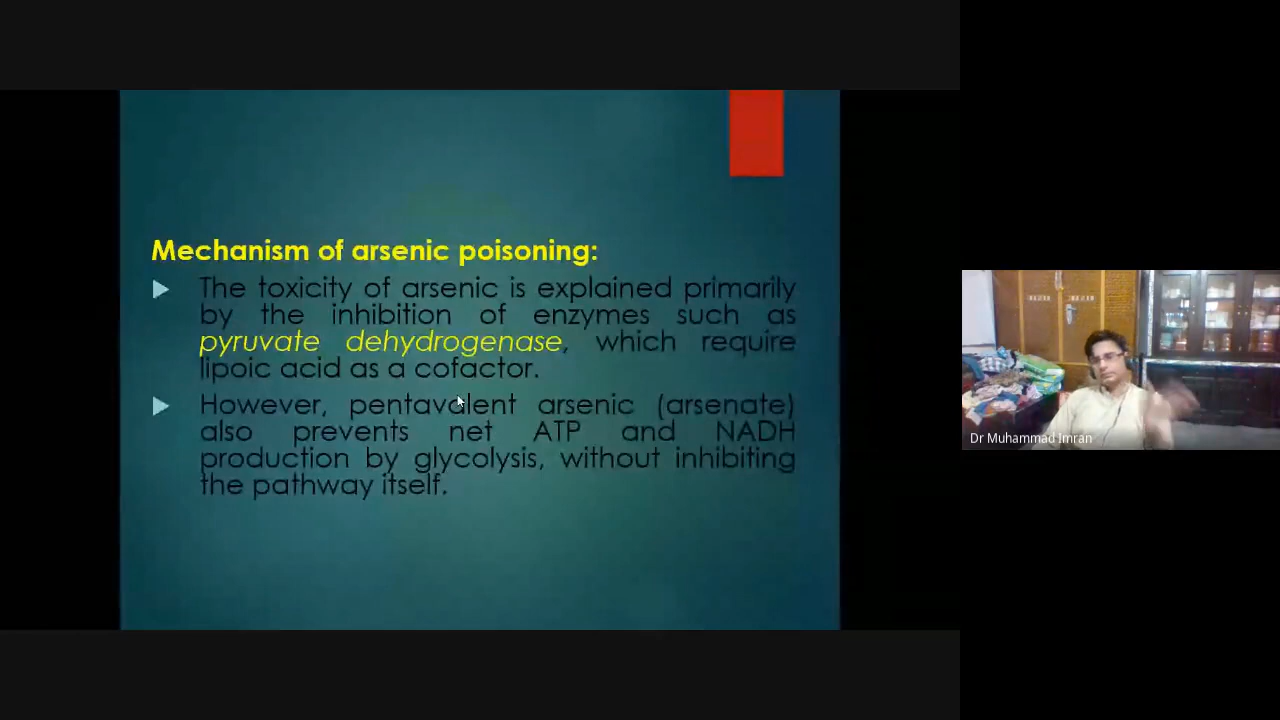 Mechanism of arsenic poisoning:
The toxicity of arsenic is explained primarily
by the inhibition of enzymes such as
pyruvate dehydrogenase, which require
lipoic acid as a cofactor.
However, pentavalent arsenic (arsenate)
also prevents net ATP and NADH
production by glycolysis, without inhibiting
the pathway itself.
Dr Muhammad Imran